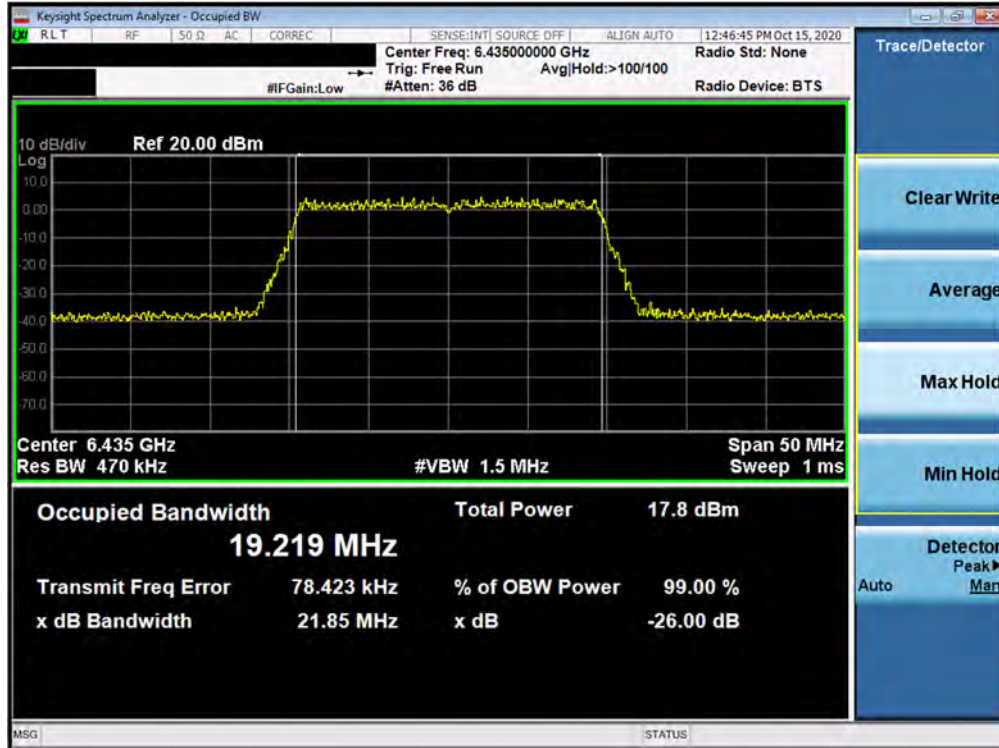 Keysight Spectrum Analyzer - Occupied BW
LXI RLT RF 50 Ω AC CORREC SENSE:INT SOURCE OFF ALIGN AUTO 12:46:45 PM Oct 15, 2020
Center Freq: 6.435000000 GHz Radio Std: None
Trig: Free Run Avg|Hold:>100/100
#IFGain:Low #Atten: 36 dB Radio Device: BTS
Trace/Detector
10 dB/div Ref 20.00 dBm
Log
10.0
0.00
-10.0
-20.0
-30.0
-40.0
-50.0
-60.0
-70.0
Center 6.435 GHz Span 50 MHz
Res BW 470 kHz #VBW 1.5 MHz Sweep 1 ms
Clear Write
Average
Max Hold
Min Hold
Detector
Peak
Auto Man
Occupied Bandwidth Total Power 17.8 dBm
19.219 MHz
Transmit Freq Error 78.423 kHz % of OBW Power 99.00 %
x dB Bandwidth 21.85 MHz x dB -26.00 dB
MSG STATUS